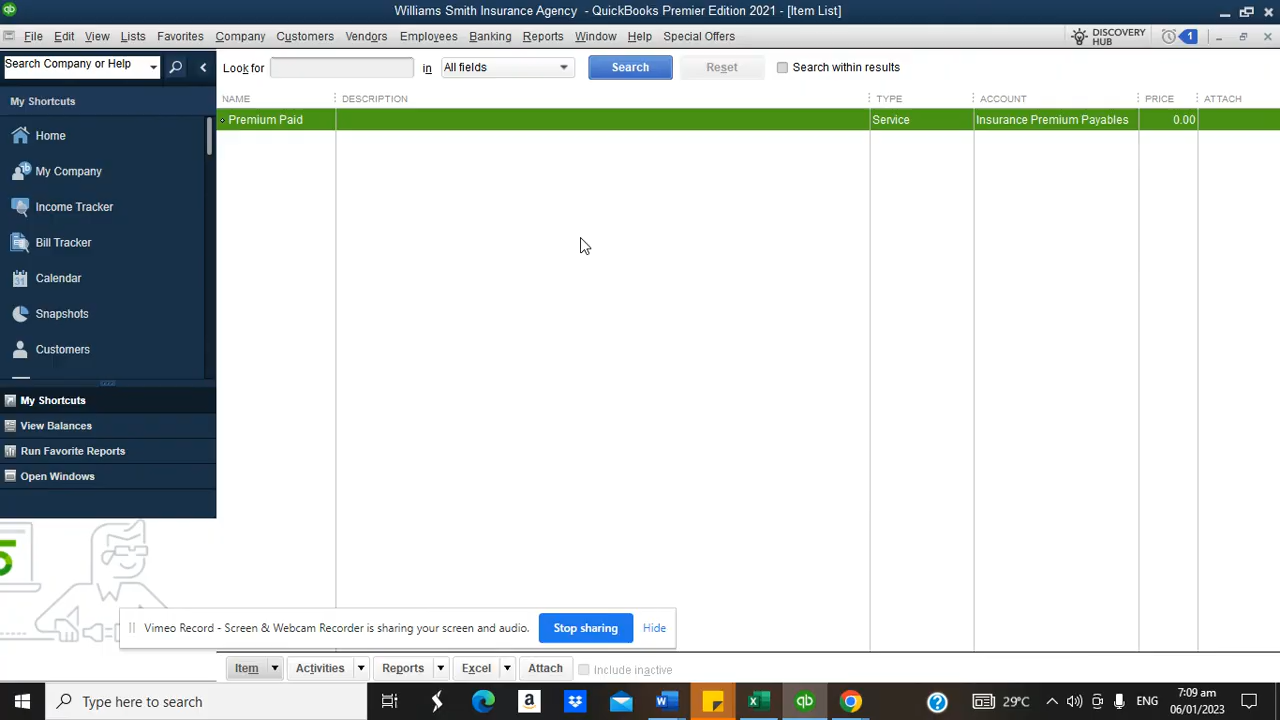 Williams Smith Insurance Agency - QuickBooks Premier Edition 2021 - [Item List]
File Edit View Lists Favorites Company Customers Vendors Employees Banking Reports Window Help Special Offers DISCOVERY HUB 1
Search Company or Help
Look for in All fields Search Reset Search within results
My Shortcuts
NAME DESCRIPTION TYPE ACCOUNT PRICE ATTACH
Premium Paid Service Insurance Premium Payables 0.00
Home
My Company
Income Tracker
Bill Tracker
Calendar
Snapshots
Customers
My Shortcuts
View Balances
Run Favorite Reports
Open Windows
Vimeo Record - Screen & Webcam Recorder is sharing your screen and audio. Stop sharing Hide
Item Activities Reports Excel Attach Include inactive
Type here to search
29°C ENG 7:09 am
06/01/2023